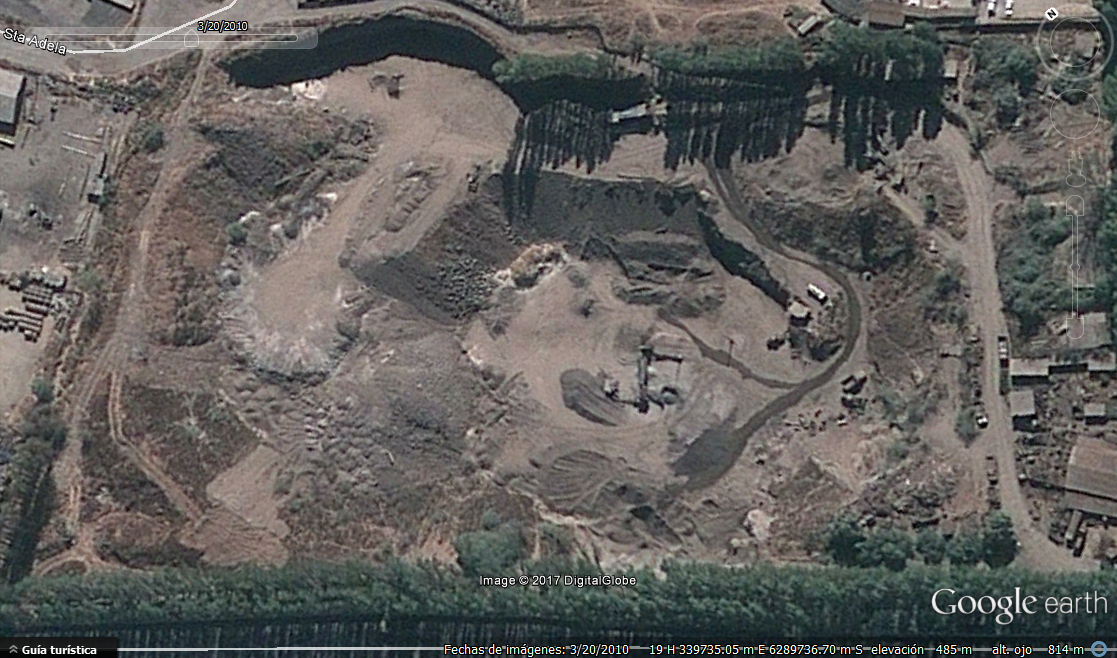 3/20/2010
Sta Adela
N
Image © 2017 DigitalGlobe
Google earth
Guía turística
Fechas de imágenes: 3/20/2010 19 H 339735.05 m E 6289736.70 m S elevación 485 m alt. ojo 814 m